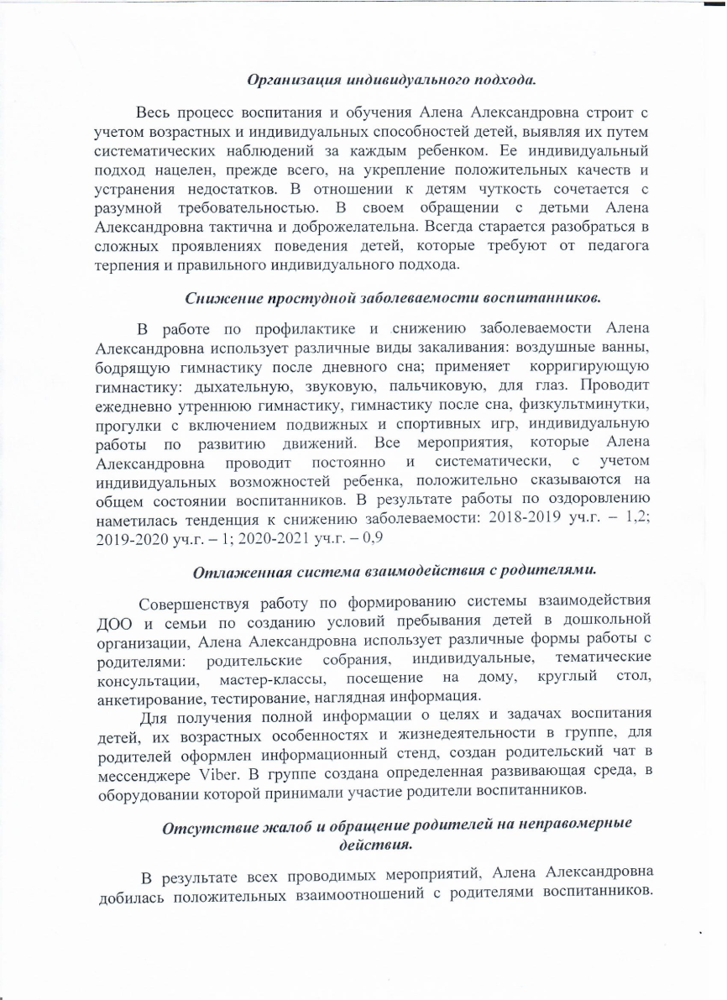 Организация индивидуального подхода.
Весь процесс воспитания и обучения Алена Александровна строит с
учетом возрастных и индивидуальных способностей детей, выявляя их путем
систематических наблюдений за каждым ребенком. Ее индивидуальный
подход нацелен, прежде всего, на укрепление положительных качеств и
устранения недостатков. В отношении к детям чуткость сочетается с
разумной требовательностью. В своем обращении с детьми Алена
Александровна тактична и доброжелательна. Всегда старается разобраться в
сложных проявлениях поведения детей, которые требуют от педагога
терпения и правильного индивидуального подхода.
Снижение простудной заболеваемости воспитанников.
В работе по профилактике и снижению заболеваемости Алена
Александровна использует различные виды закаливания: воздушные ванны,
бодрящую гимнастику после дневного сна; применяет корригирующую
гимнастику: дыхательную, звуковую, пальчиковую, для глаз. Проводит
ежедневно утреннюю гимнастику, гимнастику после сна, физкультминутки,
прогулки с включением подвижных и спортивных игр, индивидуальную
работы по развитию движений. Все мероприятия, которые Алена
Александровна проводит постоянно и систематически, с учетом
индивидуальных возможностей ребенка, положительно сказываются на
общем состоянии воспитанников. В результате работы по оздоровлению
наметилась тенденция к снижению заболеваемости: 2018-2019 уч.г. – 1,2;
2019-2020 уч.г. – 1; 2020-2021 уч.г. – 0,9
Отлаженная система взаимодействия с родителями.
Совершенствуя работу по формированию системы взаимодействия
ДОО и семьи по созданию условий пребывания детей в дошкольной
организации, Алена Александровна использует различные формы работы с
родителями: родительские собрания, индивидуальные, тематические
консультации, мастер-классы, посещение на дому, круглый стол,
анкетирование, тестирование, наглядная информация.
Для получения полной информации о целях и задачах воспитания
детей, их возрастных особенностях и жизнедеятельности в группе, для
родителей оформлен информационный стенд, создан родительский чат в
мессенджере Viber. В группе создана определенная развивающая среда, в
оборудовании которой принимали участие родители воспитанников.
Отсутствие жалоб и обращение родителей на неправомерные
действия.
В результате всех проводимых мероприятий, Алена Александровна
добилась положительных взаимоотношений с родителями воспитанников.